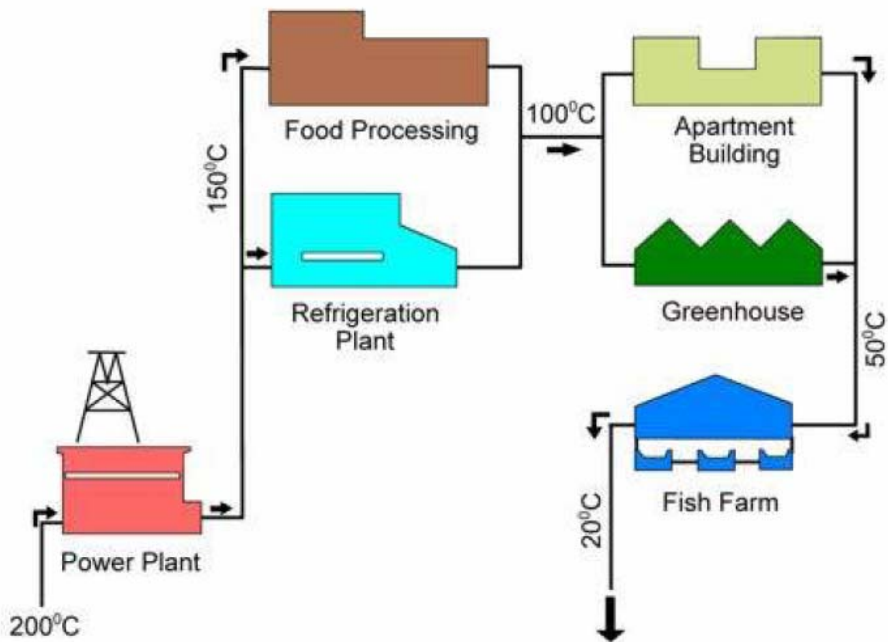 Food Processing
150⁰C
Refrigeration
Plant
100⁰C
Apartment
Building
Greenhouse
50⁰C
Fish Farm
20⁰C
Power Plant
200⁰C